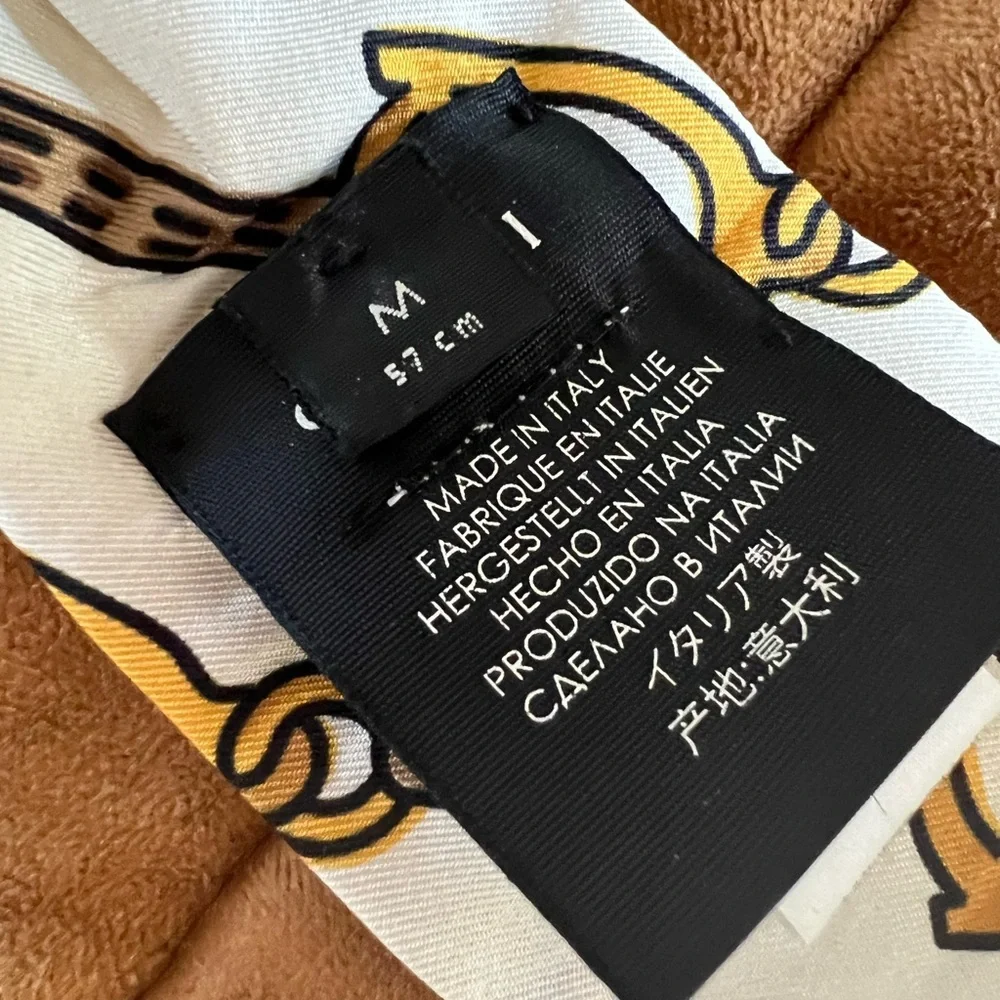 M
57 cm
I
MADE IN ITALY
FABRIQUE EN ITALIE
HERGESTELLT IN ITALIEN
HECHO EN ITALIA
PRODUZIDO NA ITALIA
СДЕЛАНО В ИТАЛИИ
イタリア製
产地:意大利